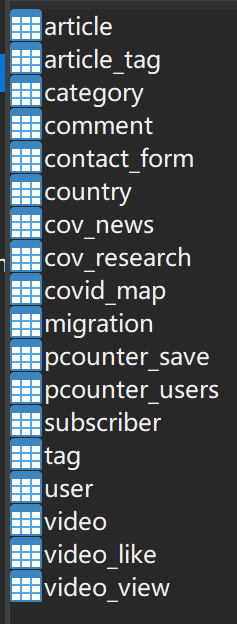 article
article_tag
category
comment
contact_form
country
cov_news
cov_research
covid_map
migration
pcounter_save
pcounter_users
subscriber
tag
user
video
video_like
video_view